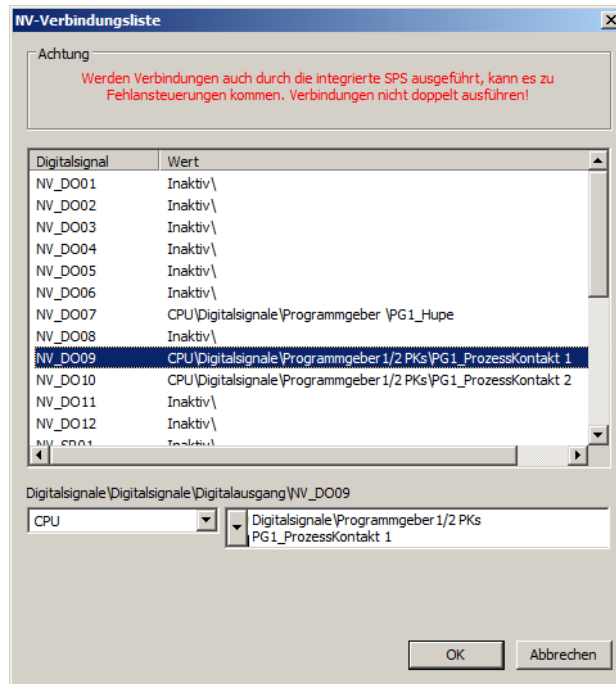 NV-Verbindungsliste
Achtung
Werden Verbindungen auch durch die integrierte SPS ausgeführt, kann es zu
Fehlansteuerungen kommen. Verbindungen nicht doppelt ausführen!
Digitalsignal Wert
NV_DO01 Inaktiv\
NV_DO02 Inaktiv\
NV_DO03 Inaktiv\
NV_DO04 Inaktiv\
NV_DO05 Inaktiv\
NV_DO06 Inaktiv\
NV_DO07 CPU\Digitalsignale\Programmgeber \PG1_Hupe
NV_DO08 Inaktiv\
NV_DO09 CPU\Digitalsignale\Programmgeber1/2 PKs\PG1_ProzessKontakt 1
NV_DO10 CPU\Digitalsignale\Programmgeber1/2 PKs\PG1_ProzessKontakt 2
NV_DO11 Inaktiv\
NV_DO12 Inaktiv\
NV_SP01 Inaktiv\
Digitalsignale\Digitalsignale\Digitalausgang\NV_DO09
CPU Digitalsignale\Programmgeber1/2 PKs
PG1_ProzessKontakt 1
OK Abbrechen